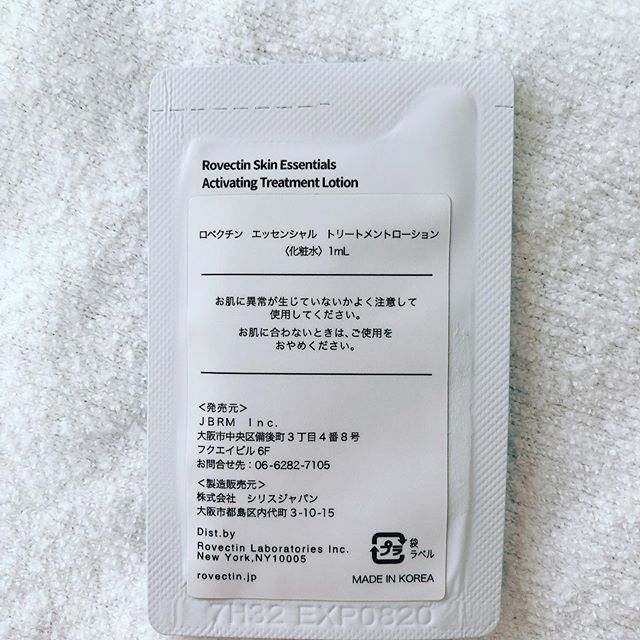 Rovectin Skin Essentials
Activating Treatment Lotion
ロベクチン エッセンシャル トリートメントローション
〈化粧水〉1mL
お肌に異常が生じていないかよく注意して
使用してください。
お肌に合わないときは、ご使用を
おやめください。
＜発売元＞
JBRM Inc.
大阪市中央区備後町3丁目4番8号
フクエイビル6F
お問合せ先：06-6282-7105
＜製造販売元＞
株式会社 シリスジャパン
大阪市都島区内代町3-10-15
Dist.by
Rovectin Laboratories Inc.
New York,NY10005
rovectin.jp
プラ
袋
ラベル
MADE IN KOREA
7H32 EXP0820